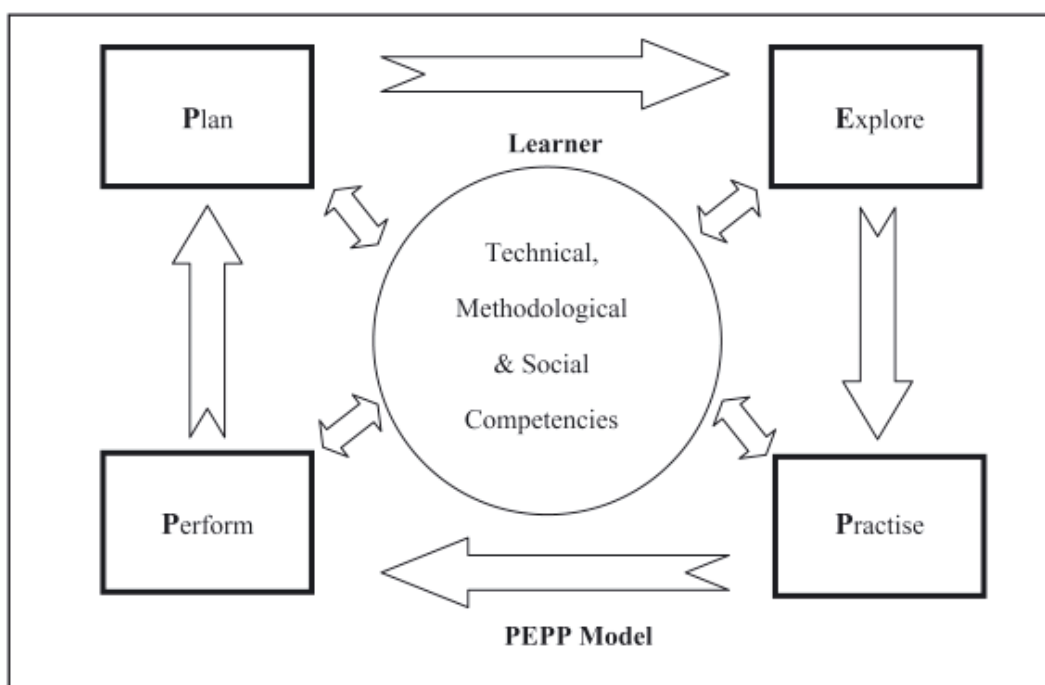 Plan
Explore
Learner
Technical,
Methodological
& Social
Competencies
Perform
Practise
PEPP Model